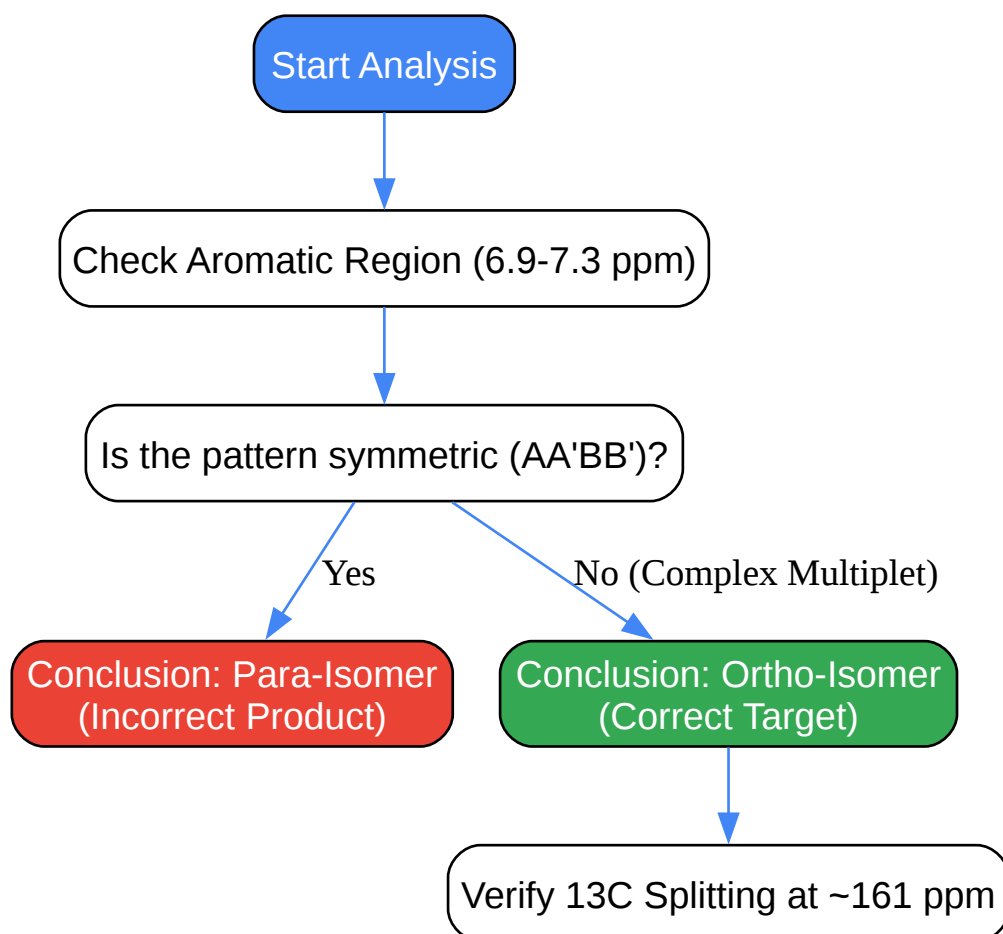 Start Analysis
Check Aromatic Region (6.9-7.3 ppm)
Is the pattern symmetric (AA'BB')?
Yes
No (Complex Multiplet)
Conclusion: Para-Isomer
(Incorrect Product)
Conclusion: Ortho-Isomer
(Correct Target)
Verify 13C Splitting at ~161 ppm